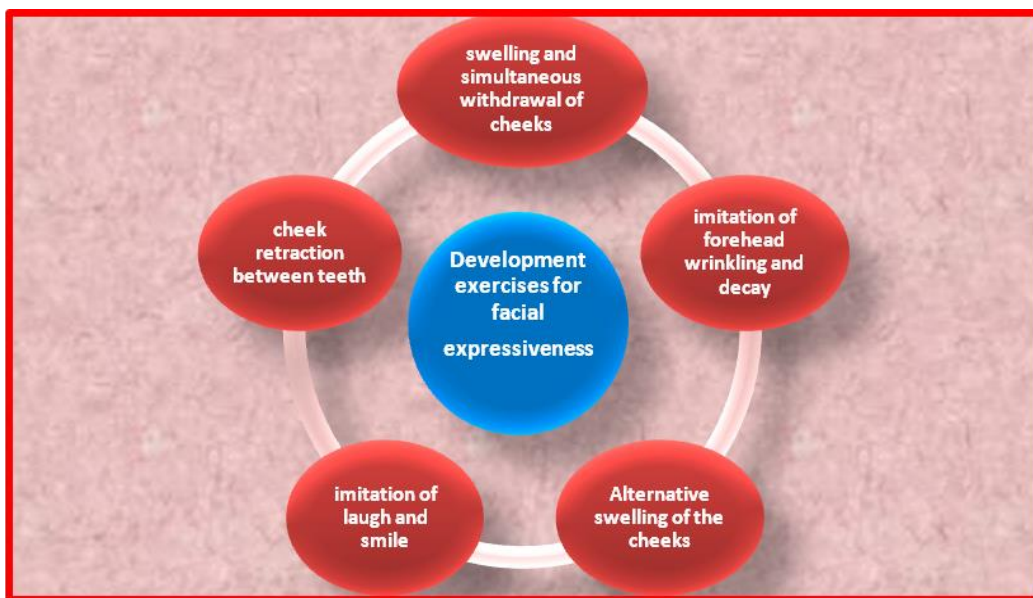 swelling and
simultaneous
withdrawal of
cheeks
imitation of
forehead
wrinkling and
decay
Alternative
swelling of the
cheeks
imitation of
laugh and
smile
cheek
retraction
between teeth
Development
exercises for
facial
expressiveness